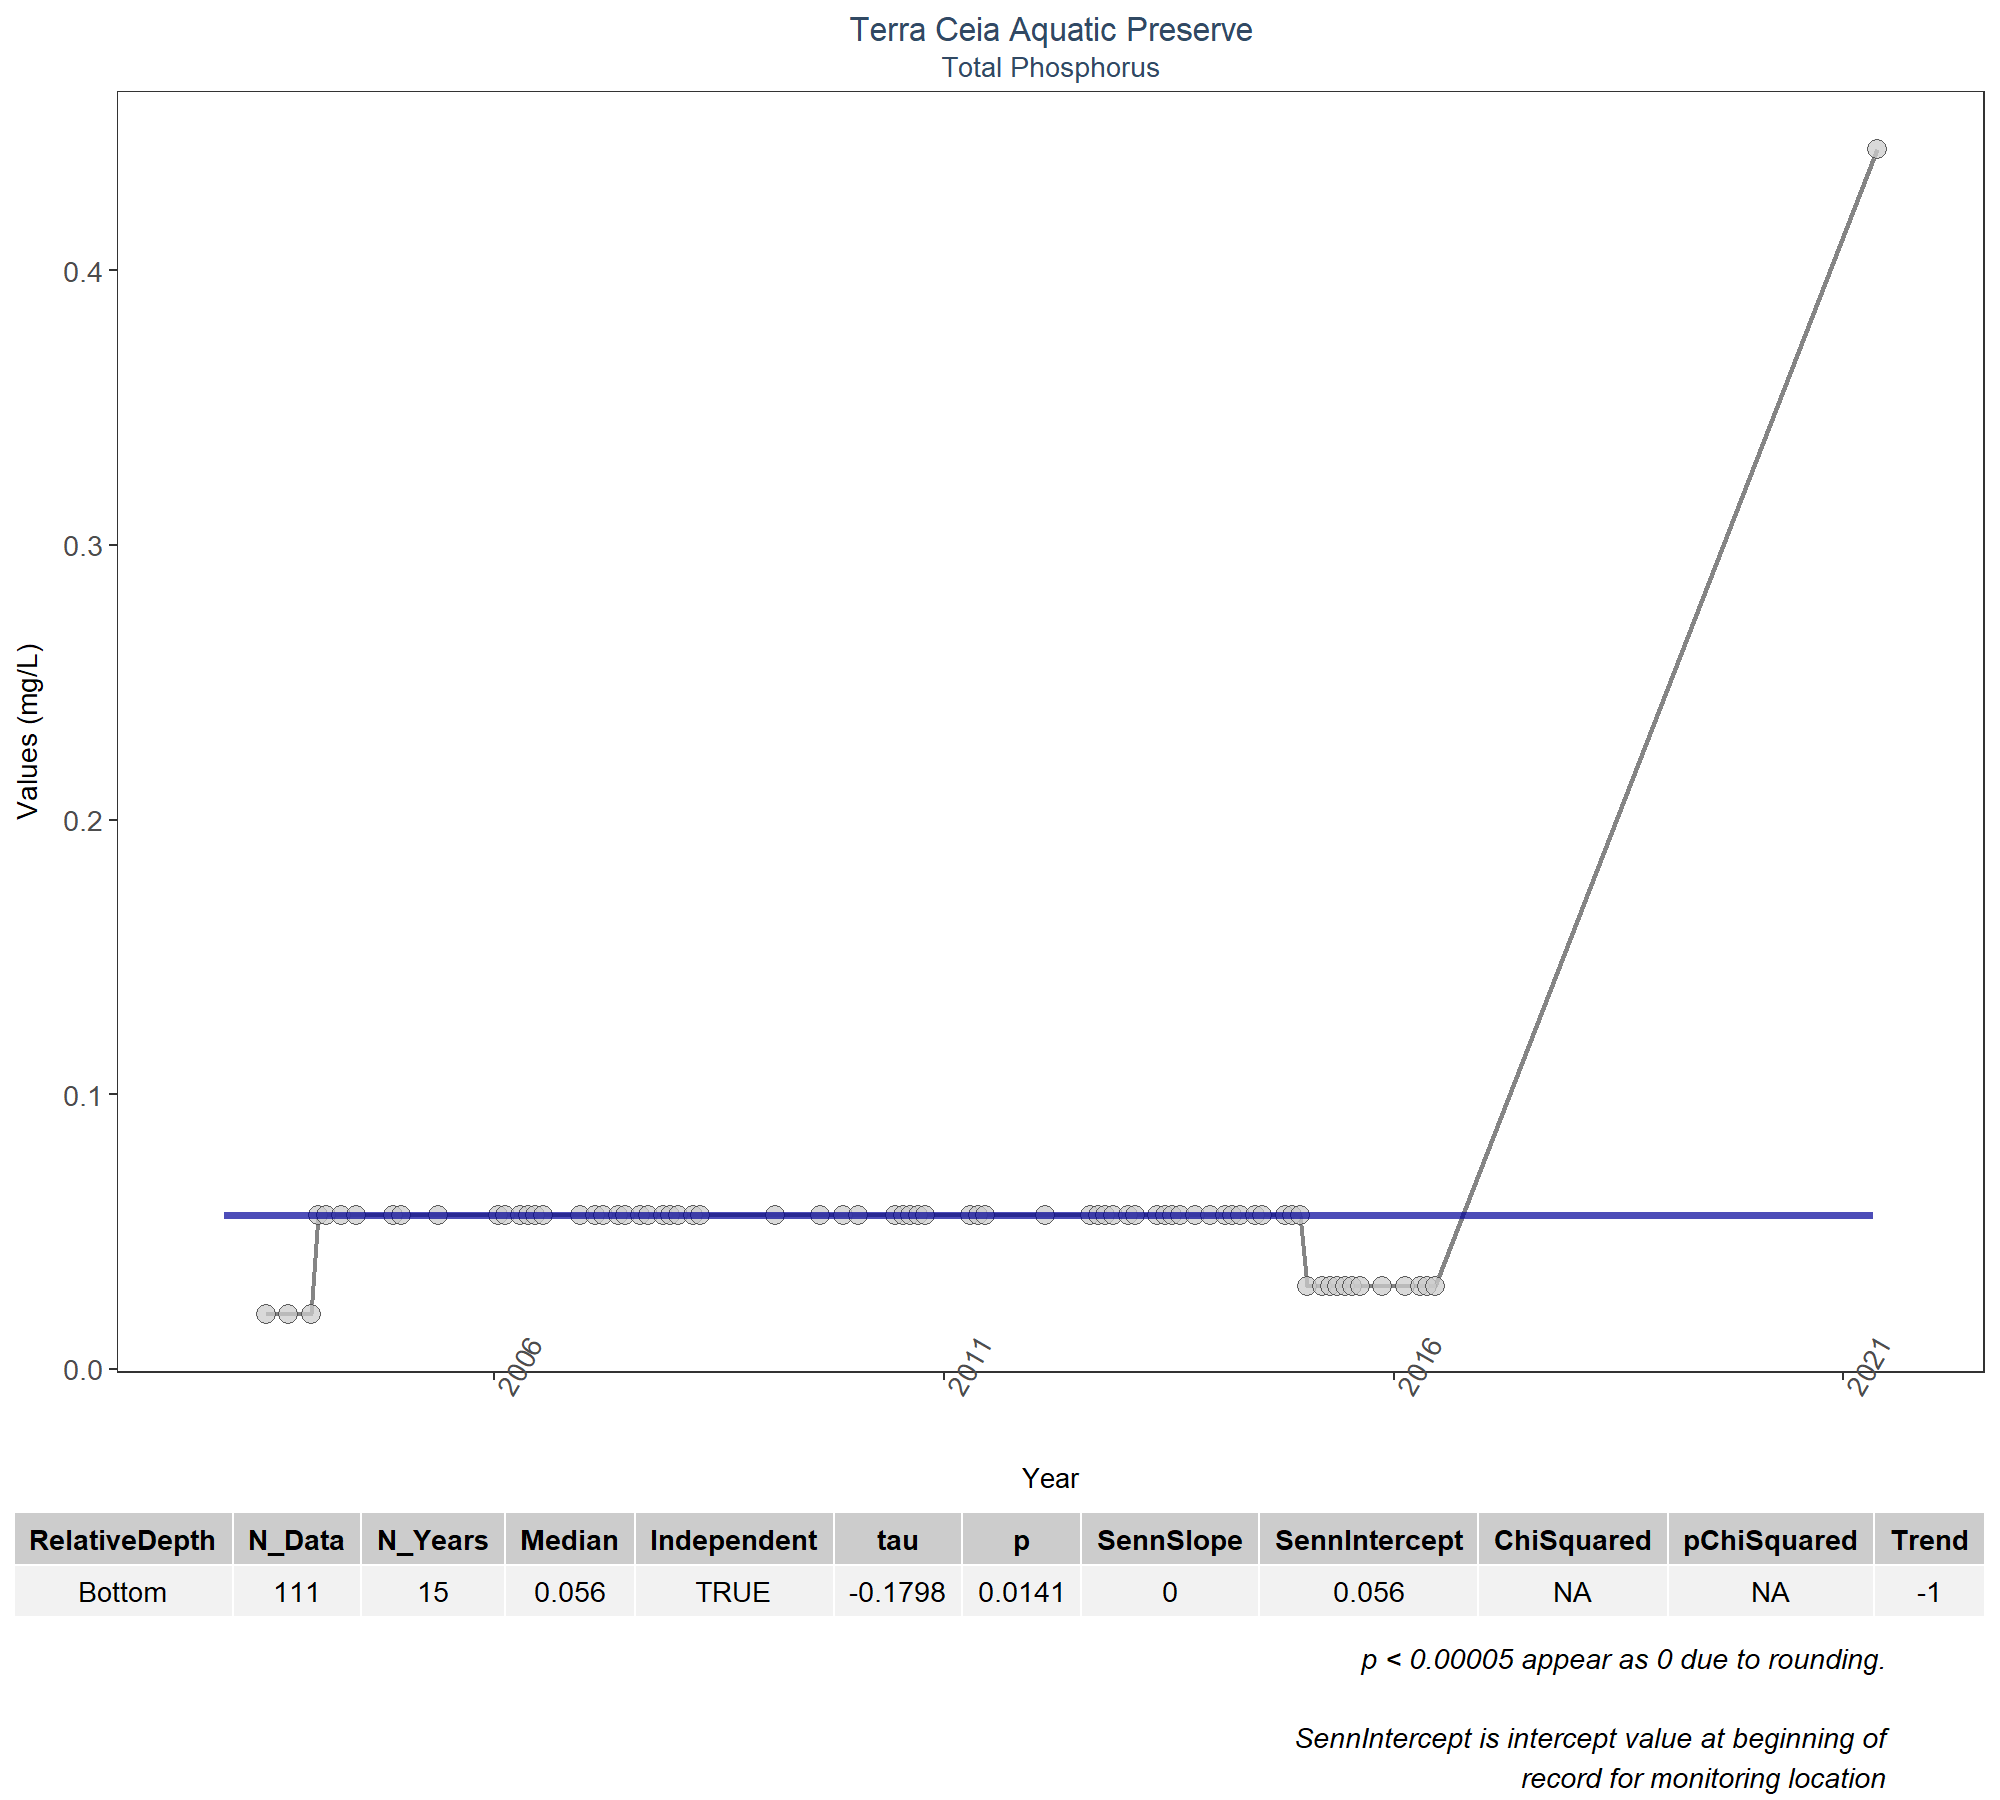 Terra Ceia Aquatic Preserve
Total Phosphorus
Values (mg/L)
0.4
0.3
0.2
0.1
0.0
2006 2011 2016 2021
Year
RelativeDepth N_Data N_Years Median Independent tau p SennSlope SennIntercept ChiSquared pChiSquared Trend
Bottom 111 15 0.056 TRUE -0.1798 0.0141 0 0.056 NA NA -1
p < 0.00005 appear as 0 due to rounding.
SennIntercept is intercept value at beginning of
record for monitoring location